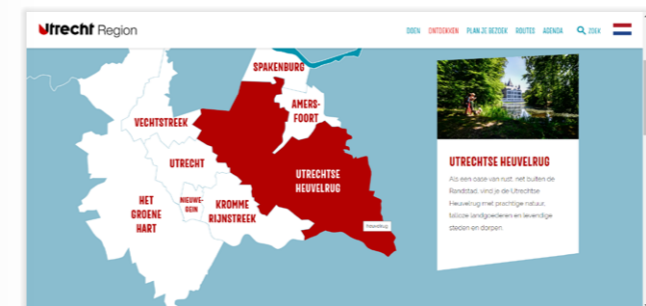 Utrecht Region
DOEN ONTDEKKEN PLAN JE BEZOEK ROUTES AGENDA ZOEK
SPAKENBURG
AMERS-
FOORT
VECHTSTREEK
UTRECHT
UTRECHTSE
HEUVELRUG
HET
GROENE
HART
NIEUWE-
GEIN
KROMME
RIJNSTREEK
Heuvelrug
UTRECHTSE HEUVELRUG
Als een oase van rust, net buiten de
Randstad, vind je de Utrechtse
Heuvelrug met prachtige natuur,
talloze landgoederen en levendige
steden en dorpen.